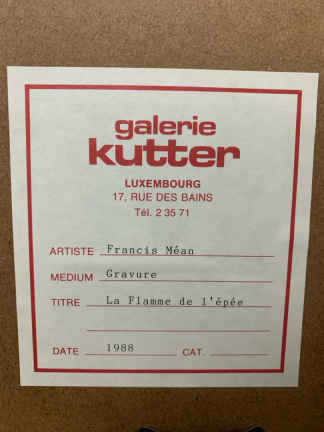 galerie
kutter
LUXEMBOURG
17, RUE DES BAINS
Tél. 2 35 71
ARTISTE Francis Méan
MEDIUM Gravure
TITRE La Flamme de l'épée
DATE 1988 CAT.